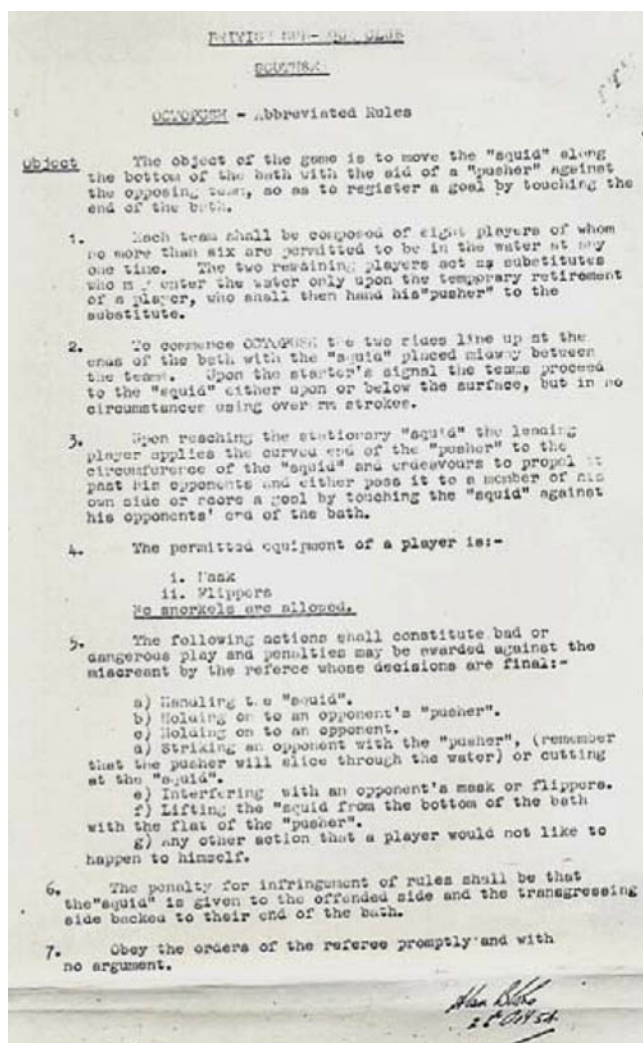 BRITISH SUB-AQUA CLUB
SOUTHSEA
OCTOPUSH - Abbreviated Rules
Object The object of the game is to move the "squid" along
the bottom of the bath with the aid of a "pusher" against
the opposing team, so as to register a goal by touching the
end of the bath.
1. Each team shall be composed of eight players of whom
no more than six are permitted to be in the water at any
one time. The two remaining players act as substitutes
who may enter the water only upon the temporary retirement
of a player, who shall then hand his"pusher" to the
substitute.
2. To commence OCTOPUSH the two sides line up at the
ends of the bath with the "squid" placed midway between
the teams. Upon the starter's signal the teams proceed
to the "squid" either upon or below the surface, but in no
circumstances using over arm strokes.
3. Upon reaching the stationary "squid" the leading
player applies the curved end of the "pusher" to the
circumference of the "squid" and endeavours to propel it
past his opponents and either pass it to a member of his
own side or score a goal by touching the "squid" against
his opponents' end of the bath.
4. The permitted equipment of a player is:-
i. Mask
ii. Flippers
No snorkels are allowed.
5. The following actions shall constitute bad or
dangerous play and penalties may be awarded against the
miscreant by the referee whose decisions are final:-
a) Handling the "squid".
b) Holding on to an opponent's "pusher".
c) Holding on to an opponent.
d) Striking an opponent with the "pusher", (remember
that the pusher will slice through the water) or cutting
at the "squid".
e) Interfering with an opponent's mask or flippers.
f) Lifting the "squid from the bottom of the bath
with the flat of the "pusher".
g) Any other action that a player would not like to
happen to himself.
6. The penalty for infringement of rules shall be that
the"squid" is given to the offended side and the transgressing
side backed to their end of the bath.
7. Obey the orders of the referee promptly and with
no argument.
Alan Blake